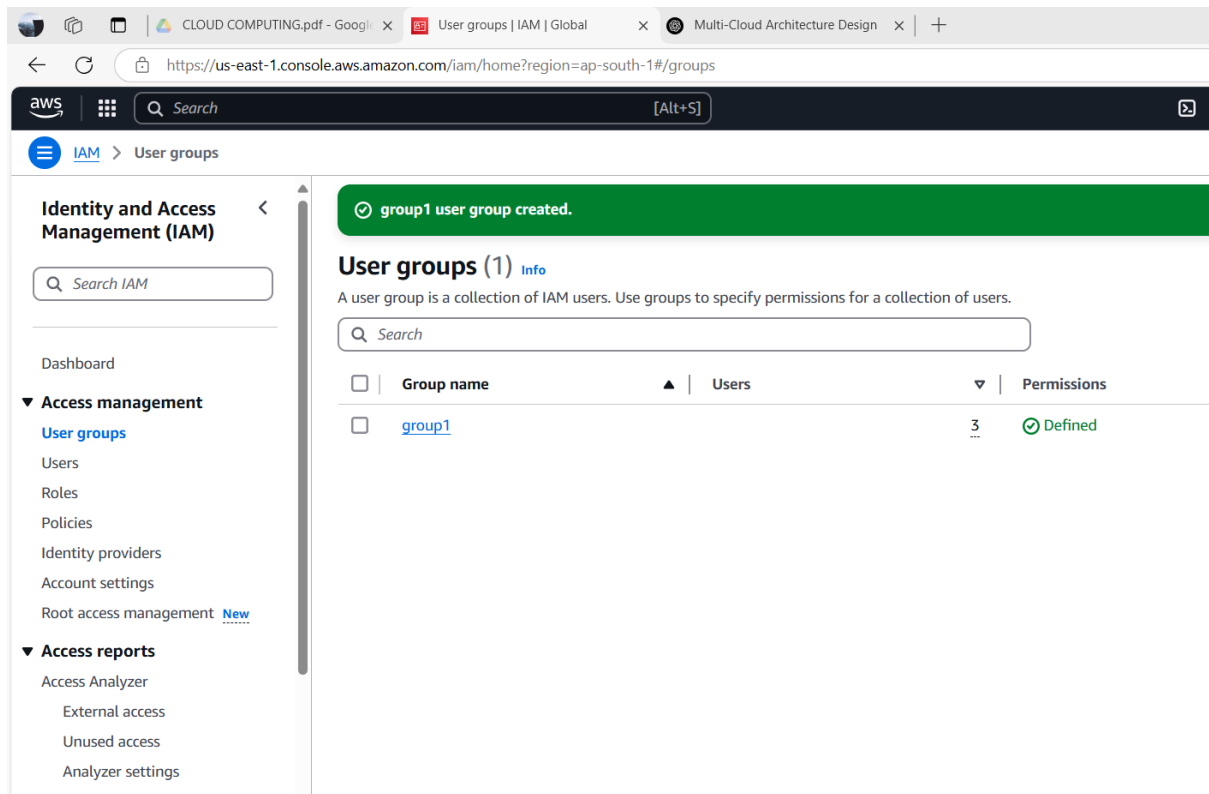 CLOUD COMPUTING.pdf - Google
User groups | IAM | Global
Multi-Cloud Architecture Design
https://us-east-1.console.aws.amazon.com/iam/home?region=ap-south-1#/groups
aws
Search
[Alt+S]
IAM > User groups
Identity and Access
Management (IAM)
Search IAM
Dashboard
Access management
User groups
Users
Roles
Policies
Identity providers
Account settings
Root access management New
Access reports
Access Analyzer
External access
Unused access
Analyzer settings
group1 user group created.
User groups (1) Info
A user group is a collection of IAM users. Use groups to specify permissions for a collection of users.
Search
Group name Users Permissions
group1 3 Defined